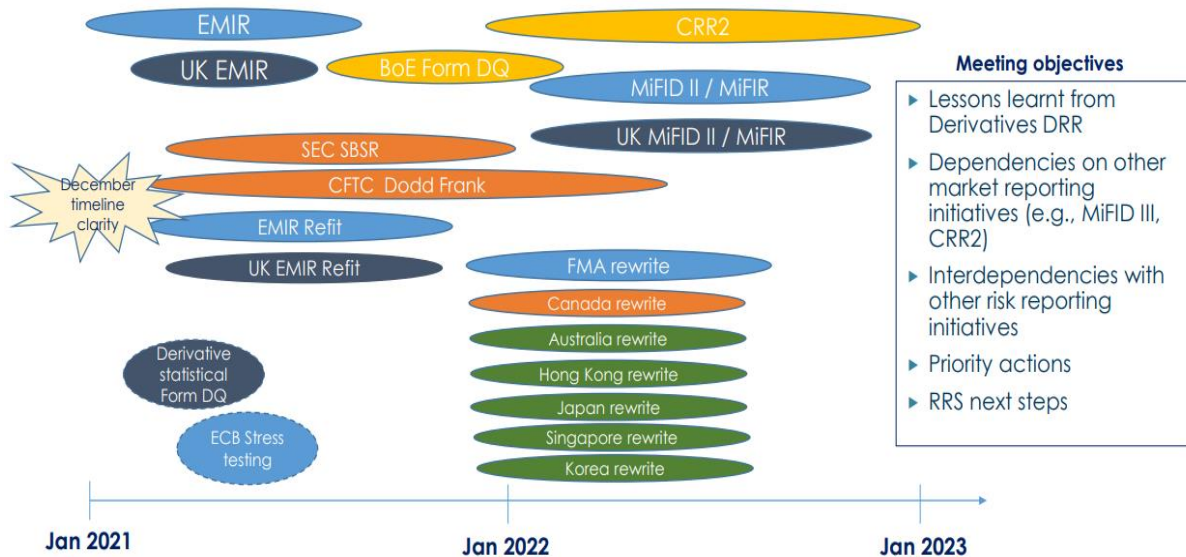 EMIR
CRR2
UK EMIR
BoE Form DQ
MiFID II / MiFIR
UK MiFID II / MiFIR
SEC SBSR
CFTC Dodd Frank
December
timeline
clarity
EMIR Refit
UK EMIR Refit
FMA rewrite
Canada rewrite
Australia rewrite
Hong Kong rewrite
Japan rewrite
Singapore rewrite
Korea rewrite
Derivative
statistical
Form DQ
ECB Stress
testing
Jan 2021
Jan 2022
Jan 2023
Meeting objectives
Lessons learnt from
Derivatives DRR
Dependencies on other
market reporting
initiatives (e.g., MiFID III,
CRR2)
Interdependencies with
other risk reporting
initiatives
Priority actions
RRS next steps